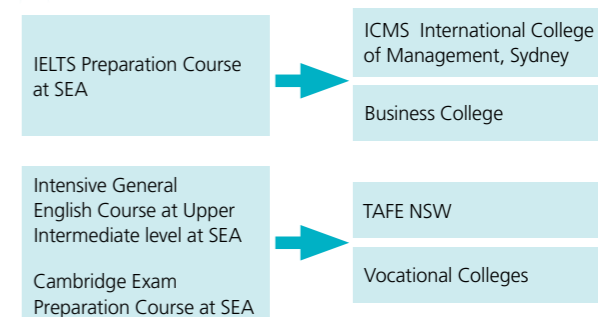 IELTS Preparation Course
at SEA
ICMS International College
of Management, Sydney
Business College
Intensive General
English Course at Upper
Intermediate level at SEA
Cambridge Exam
Preparation Course at SEA
TAFE NSW
Vocational Colleges